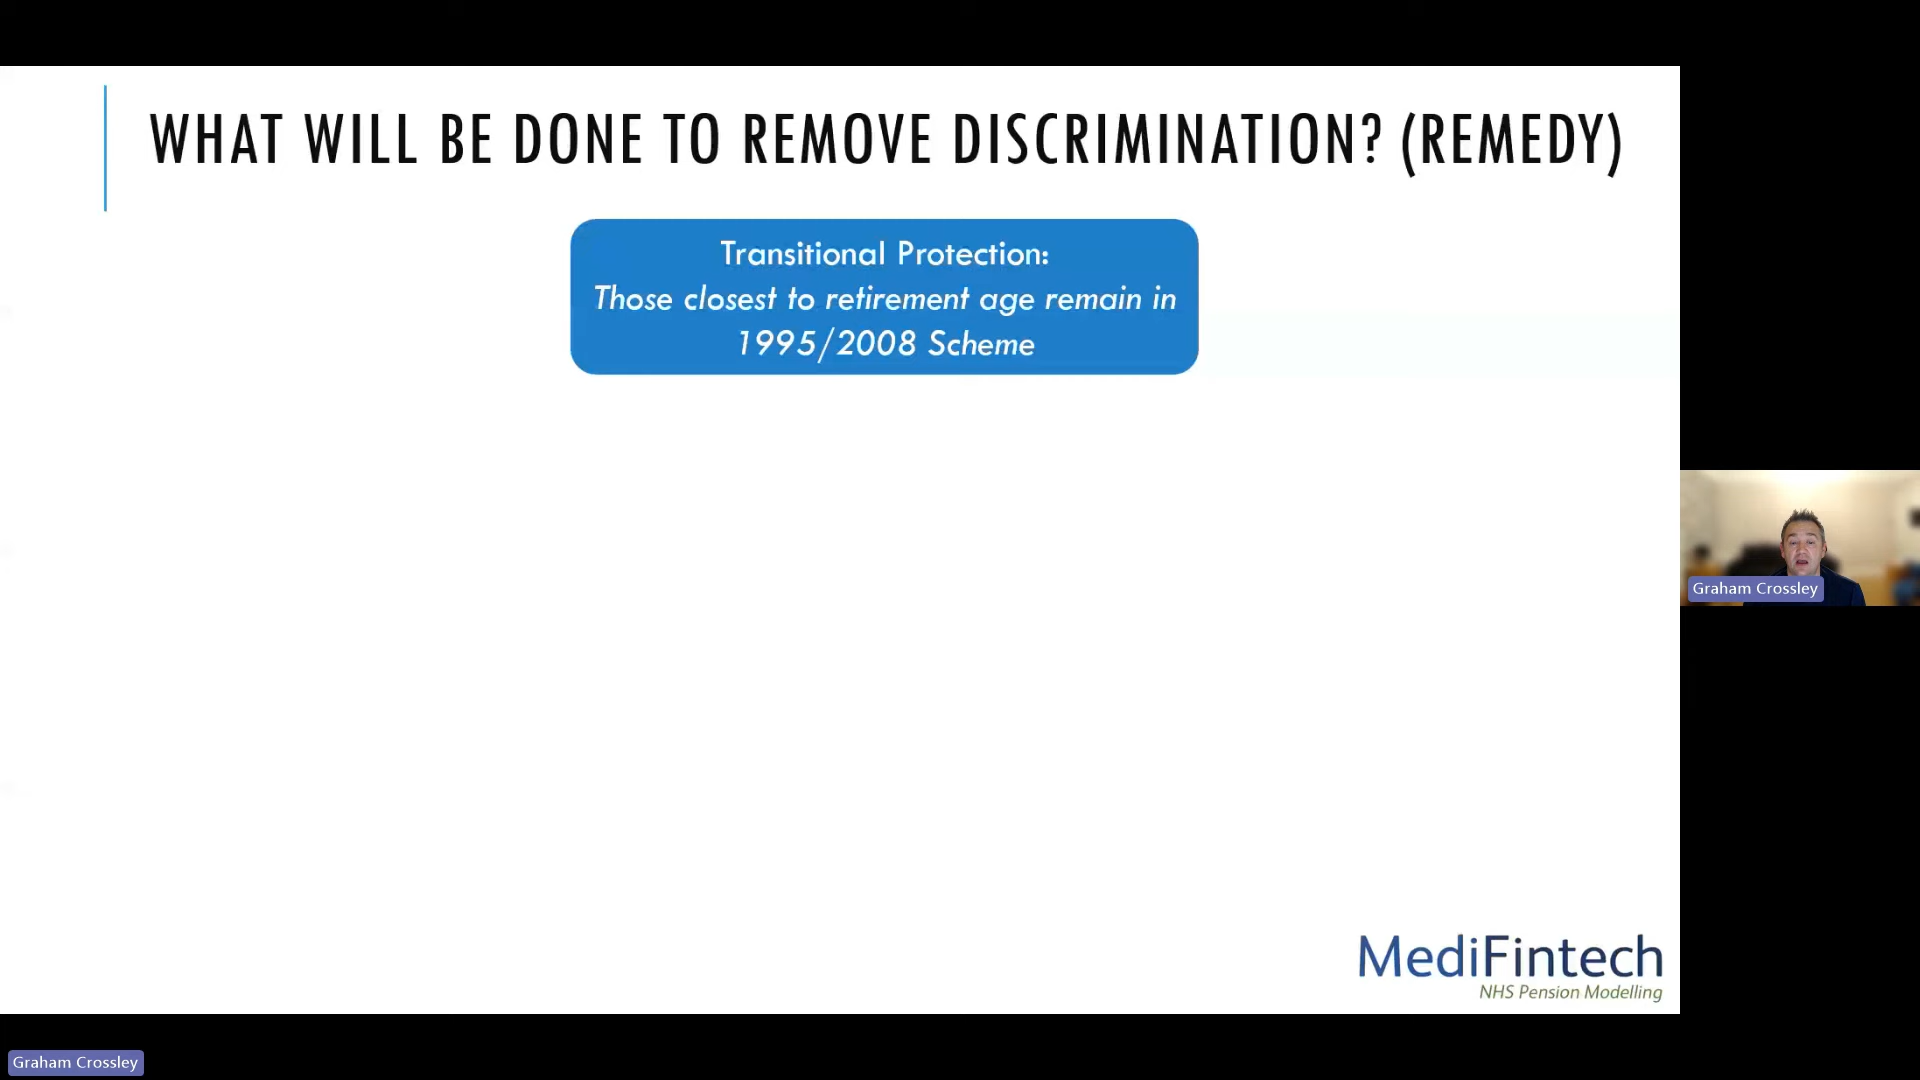 WHAT WILL BE DONE TO REMOVE DISCRIMINATION? (REMEDY)
Transitional Protection:
Those closest to retirement age remain in
1995/2008 Scheme
Graham Crossley
MediFintech
NHS Pension Modelling
Graham Crossley